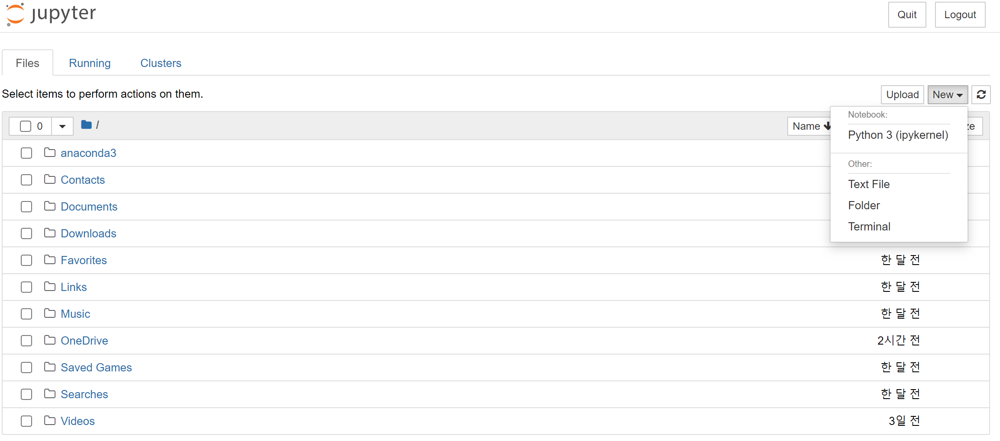 jupyter
Quit
Logout
Files
Running
Clusters
Select items to perform actions on them.
Upload
New
0
/
Name
Notebook:
Python 3 (ipykernel)
Other:
Text File
Folder
Terminal
anaconda3
Contacts
Documents
Downloads
Favorites 한 달 전
Links 한 달 전
Music 한 달 전
OneDrive 2시간 전
Saved Games 한 달 전
Searches 한 달 전
Videos 3일 전